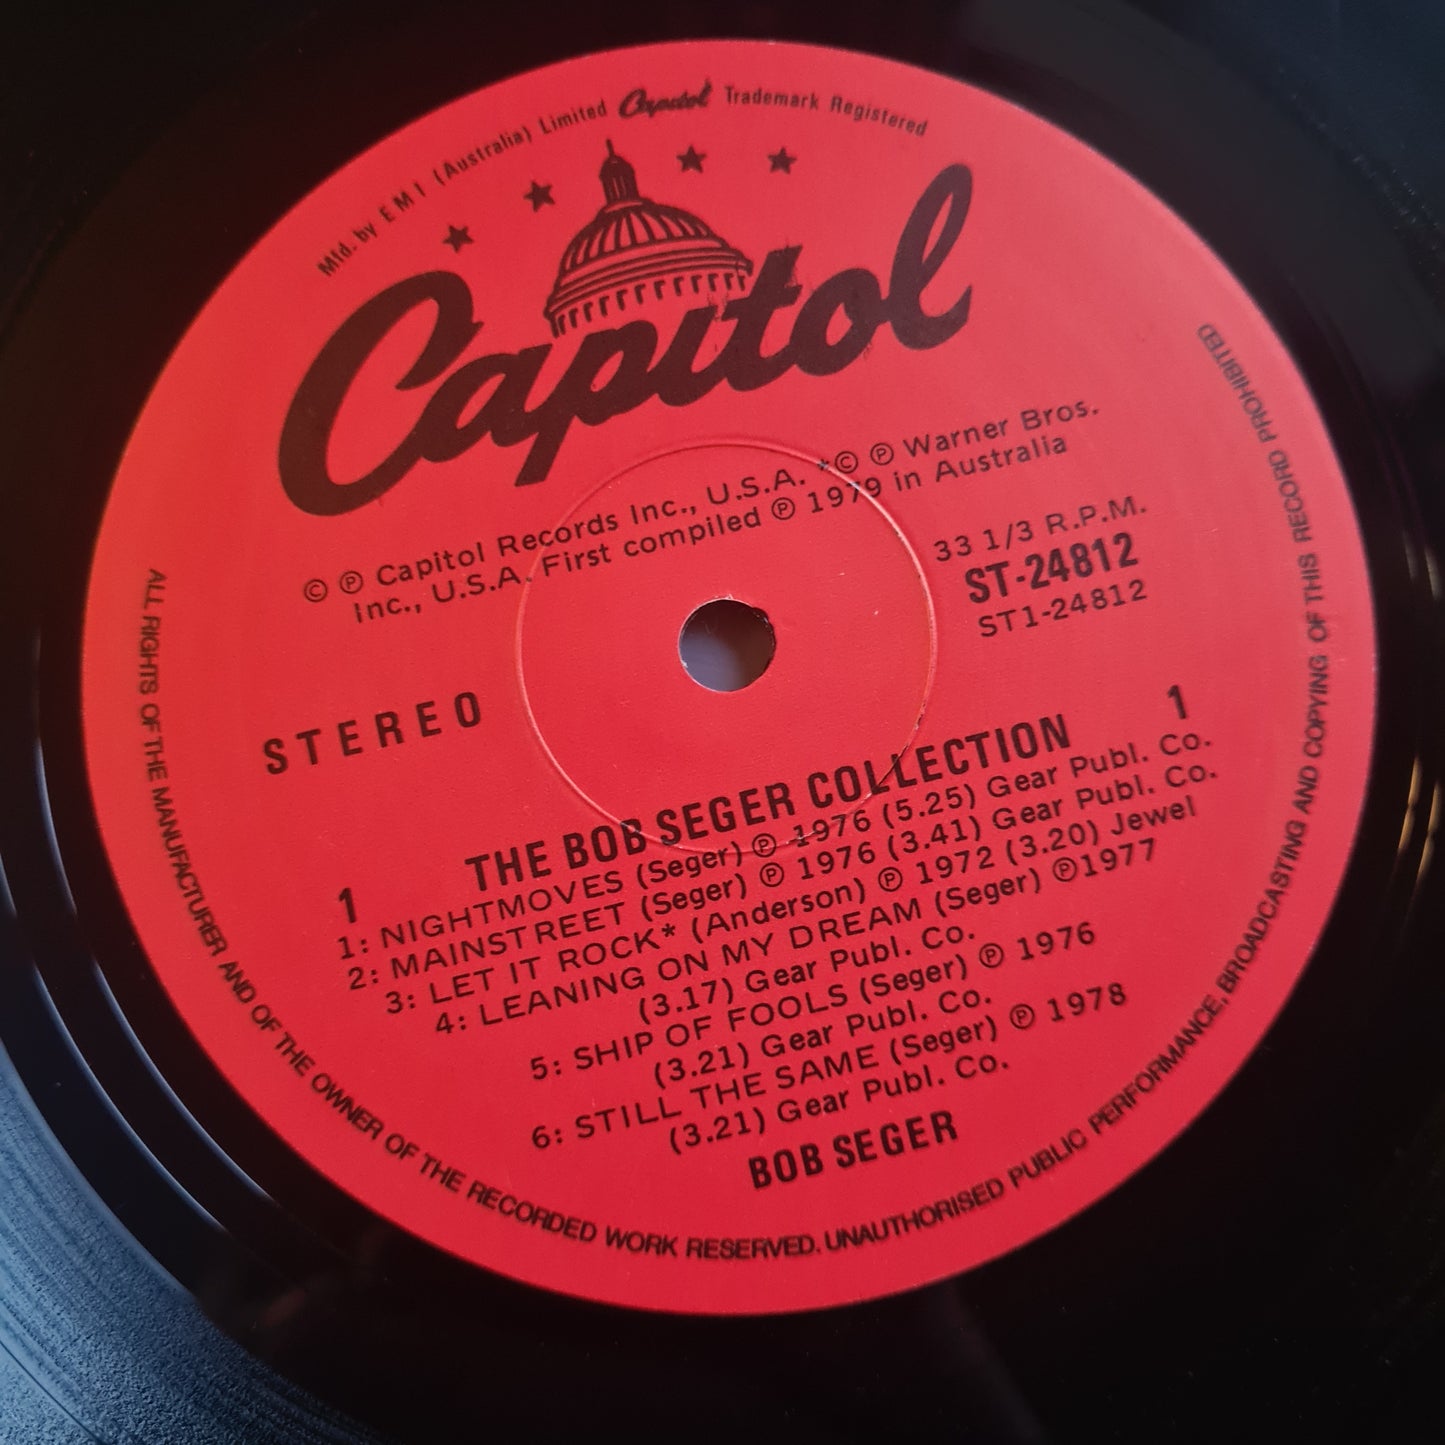 Mfd. by EMI (Australia) Limited Capitol Trademark Registered
Capitol
© ℗ Capitol Records Inc., U.S.A. *© ℗ Warner Bros.
Inc., U.S.A. First compiled ℗ 1979 in Australia
33 1/3 R.P.M.
ST-24812
ST1-24812
STEREO
1 THE BOB SEGER COLLECTION 1
1: NIGHTMOVES (Seger) ℗ 1976 (5.25) Gear Publ. Co.
2: MAINSTREET (Seger) ℗ 1976 (3.41) Gear Publ. Co.
3: LET IT ROCK* (Anderson) ℗ 1972 (3.20) Jewel
4: LEANING ON MY DREAM (Seger) ℗1977
(3.17) Gear Publ. Co.
5: SHIP OF FOOLS (Seger) ℗ 1976
(3.21) Gear Publ. Co.
6: STILL THE SAME (Seger) ℗ 1978
(3.21) Gear Publ. Co.
BOB SEGER
ALL RIGHTS OF THE MANUFACTURER AND OF THE OWNER OF THE RECORDED WORK RESERVED. UNAUTHORISED PUBLIC PERFORMANCE, BROADCASTING AND COPYING OF THIS RECORD PROHIBITED